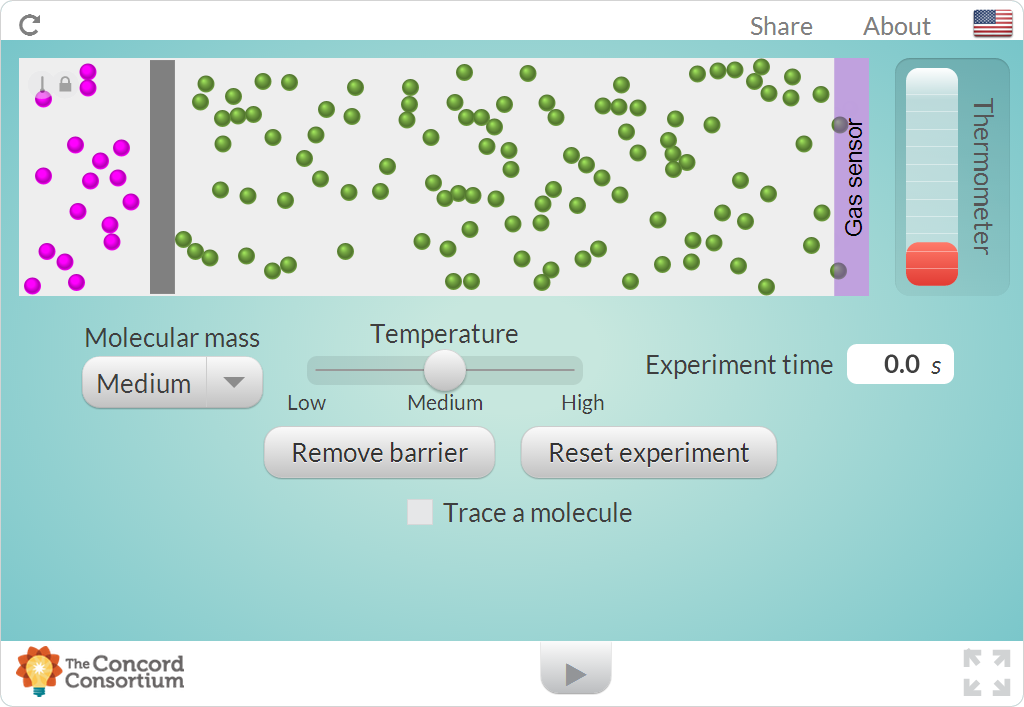 Share About
Gas sensor
Thermometer
Molecular mass
Medium
Temperature
Low Medium High
Experiment time 0.0 s
Remove barrier Reset experiment
Trace a molecule
The Concord
Consortium